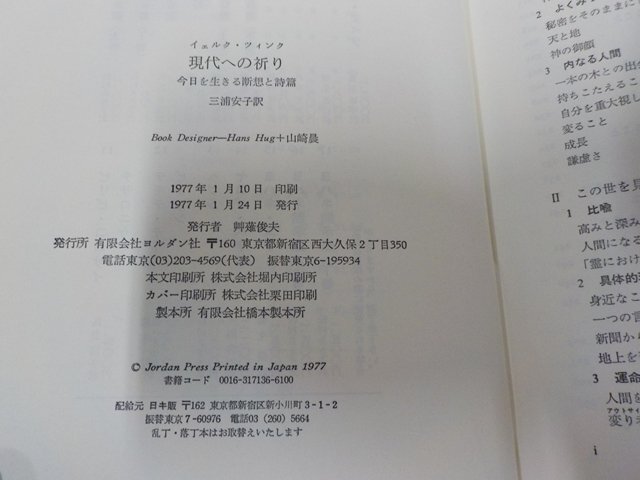 イェルク・ツィンク
現代への祈り
今日を生きる断想と詩篇
三浦安子訳
Book Designer—Hans Hug+山崎晨
1977年1月10日 印刷
1977年1月24日 発行
発行者 艸薙俊夫
発行所 有限会社ヨルダン社 〒160 東京都新宿区西大久保2丁目350
電話東京(03)203-4569(代表) 振替東京6-195934
本文印刷所 株式会社堀内印刷所
カバー印刷所 株式会社栗田印刷
製本所 有限会社橋本製本所
© Jordan Press Printed in Japan 1977
書籍コード 0016-317136-6100
配給元 日キ販 〒162 東京都新宿区新小川町3-1-2
振替東京7-60976 電話03(260)5664
乱丁・落丁本はお取替えいたします
2 よくみ
秘密をそのままに
天と地
神の御顔
3 内なる人間
一本の木との出会
持ちこたえるこ
自分を重大視し
変ること
成長
謙虚さ
II この世を見
1 比喩
高みと深み
人間になる
「霊におけ
2 具体的
身近なこ
一つの言
新聞から
地上を
3 運命
人間を
アウトサイ
変り者
i